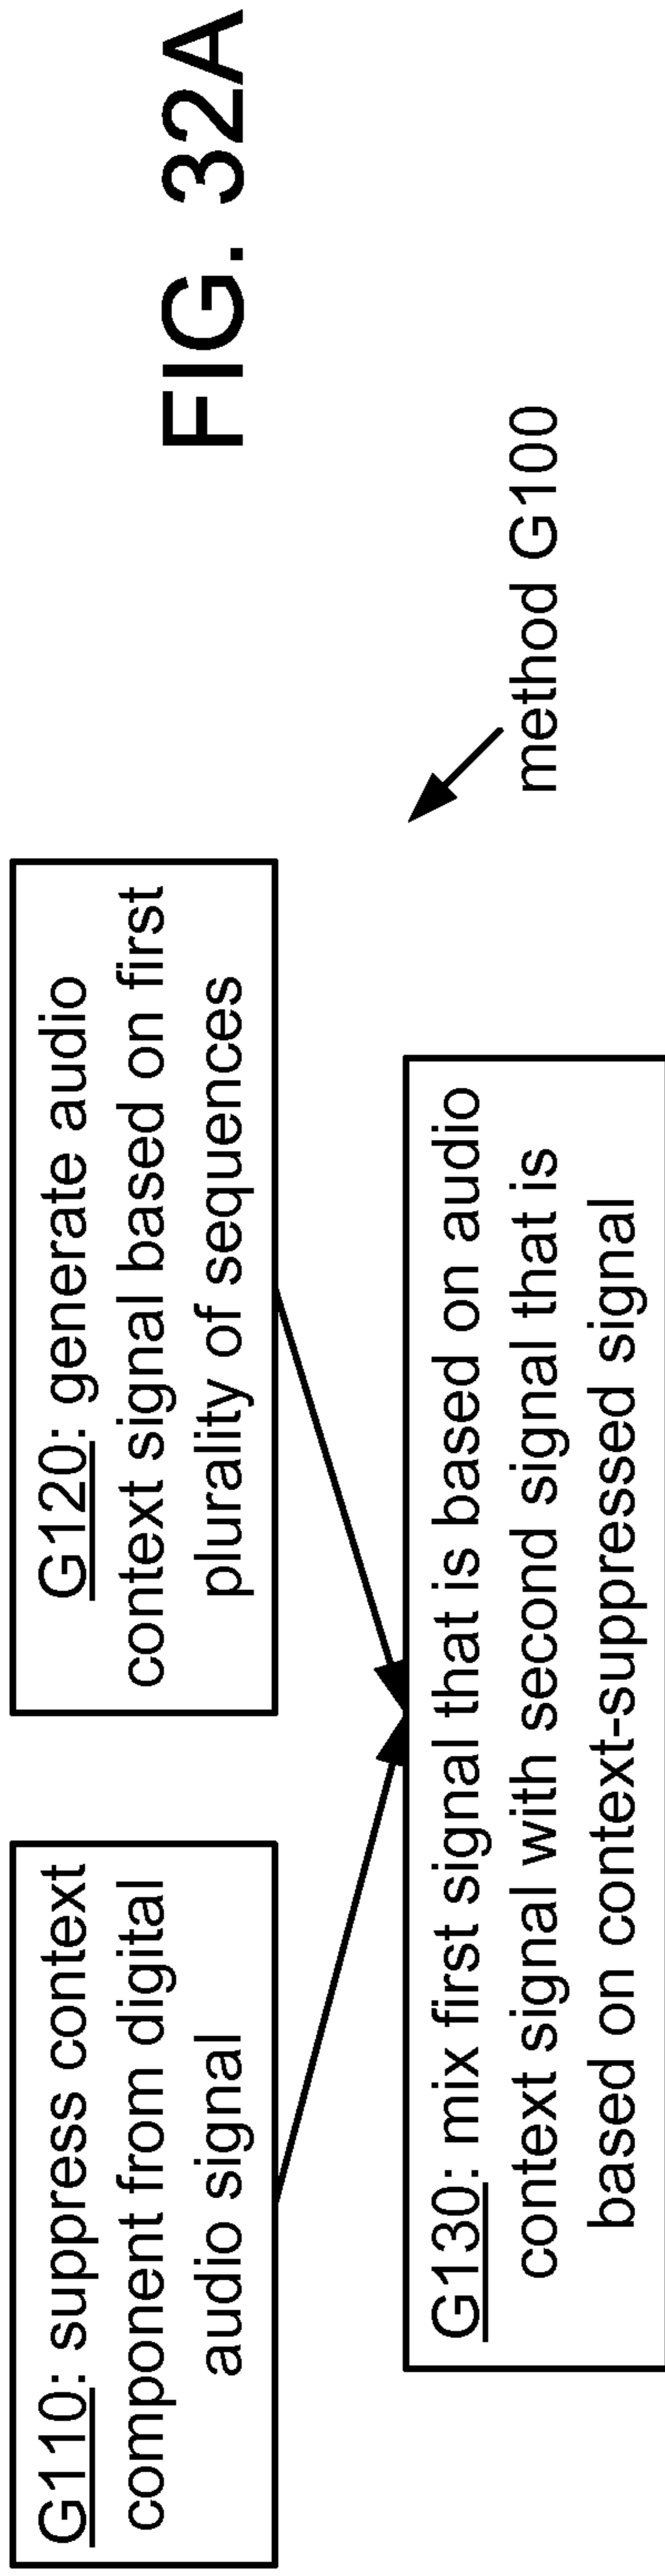 G110: suppress context
component from digital
audio signal
G120: generate audio
context signal based on first
plurality of sequences
G130: mix first signal that is based on audio
context signal with second signal that is
based on context-suppressed signal
method G100
FIG. 32A